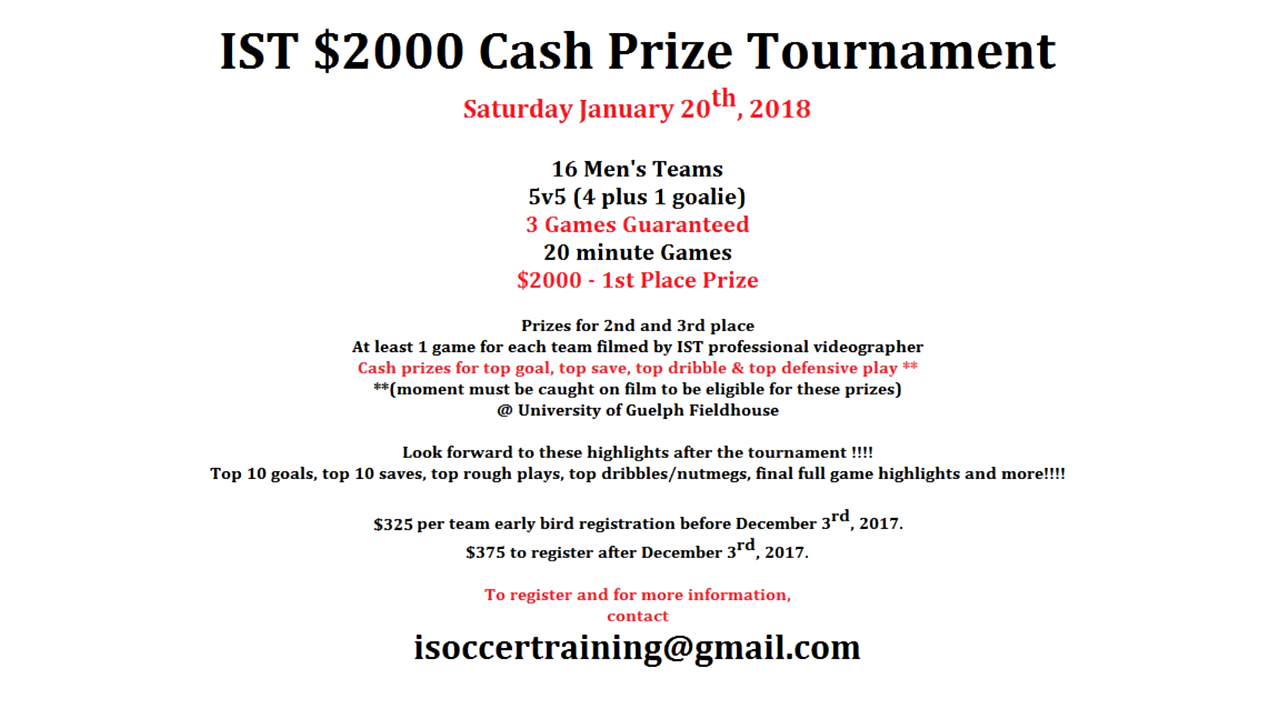 IST $2000 Cash Prize Tournament
Saturday January 20th, 2018
16 Men's Teams
5v5 (4 plus 1 goalie)
3 Games Guaranteed
20 minute Games
$2000 - 1st Place Prize
Prizes for 2nd and 3rd place
At least 1 game for each team filmed by IST professional videographer
Cash prizes for top goal, top save, top dribble & top defensive play **
**(moment must be caught on film to be eligible for these prizes)
@ University of Guelph Fieldhouse
Look forward to these highlights after the tournament !!!!
Top 10 goals, top 10 saves, top rough plays, top dribbles/nutmegs, final full game highlights and more!!!!
$325 per team early bird registration before December 3rd, 2017.
$375 to register after December 3rd, 2017.
To register and for more information,
contact
isoccertraining@gmail.com